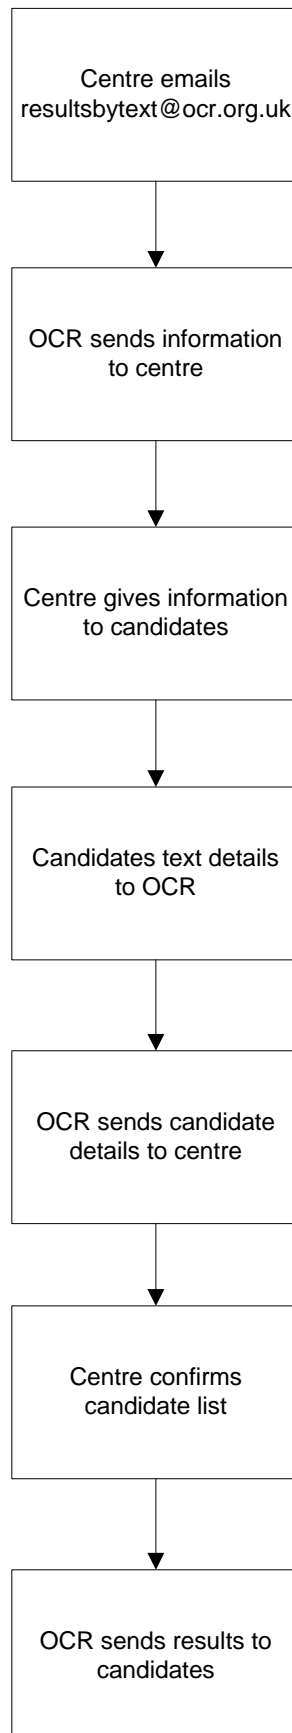 Centre emails
resultsbytext@ocr.org.uk
OCR sends information
to centre
Centre gives information
to candidates
Candidates text details
to OCR
OCR sends candidate
details to centre
Centre confirms
candidate list
OCR sends results to
candidates